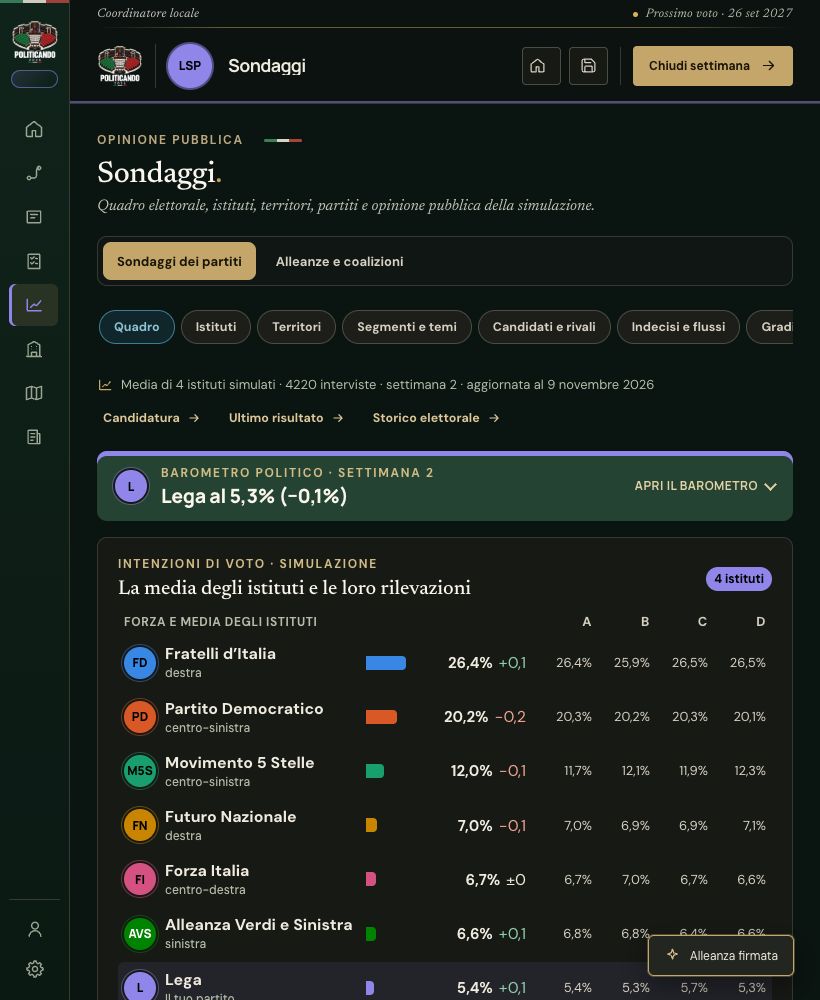 Coordinatore locale
Prossimo voto · 26 set 2027
POLITICANDO
POLITICANDO
LSP
Sondaggi
Chiudi settimana
OPINIONE PUBBLICA
Sondaggi.
Quadro elettorale, istituti, territori, partiti e opinione pubblica della simulazione.
Sondaggi dei partiti
Alleanze e coalizioni
Quadro
Istituti
Territori
Segmenti e temi
Candidati e rivali
Indecisi e flussi
Gradi
Media di 4 istituti simulati · 4220 interviste · settimana 2 · aggiornata al 9 novembre 2026
Candidatura →
Ultimo risultato →
Storico elettorale →
L
BAROMETRO POLITICO · SETTIMANA 2
Lega al 5,3% (−0,1%)
APRI IL BAROMETRO
INTENZIONI DI VOTO · SIMULAZIONE
La media degli istituti e le loro rilevazioni
4 istituti
FORZA E MEDIA DEGLI ISTITUTI A B C D
FD Fratelli d’Italia 26,4% +0,1 26,4% 25,9% 26,5% 26,5%
destra
PD Partito Democratico 20,2% −0,2 20,3% 20,2% 20,3% 20,1%
centro-sinistra
M5S Movimento 5 Stelle 12,0% −0,1 11,7% 12,1% 11,9% 12,3%
centro-sinistra
FN Futuro Nazionale 7,0% −0,1 7,0% 6,9% 6,9% 7,1%
destra
FI Forza Italia 6,7% ±0 6,7% 7,0% 6,7% 6,6%
centro-destra
AVS Alleanza Verdi e Sinistra 6,6% +0,1 6,8% 6,8% 6,4% 6,6%
sinistra
Alleanza firmata
L Lega 5,4% +0,1 5,4% 5,3% 5,7% 5,3%
Il tuo partito